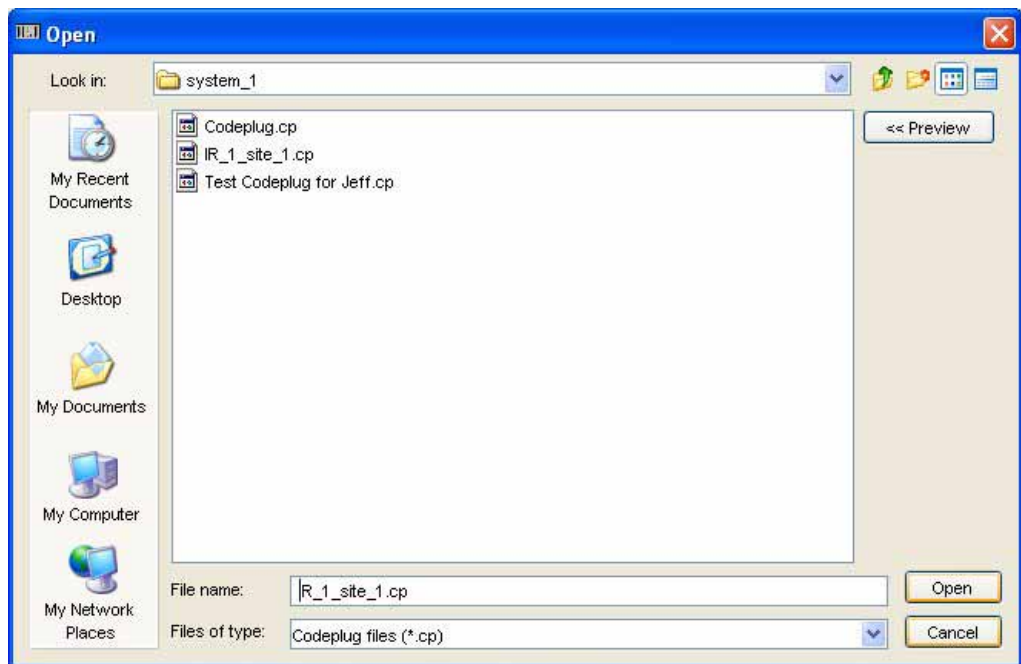 Open
Look in:
system_1
Codeplug.cp
IR_1_site_1.cp
Test Codeplug for Jeff.cp
<< Preview
My Recent
Documents
Desktop
My Documents
My Computer
My Network
Places
File name:
IR_1_site_1.cp
Open
Files of type:
Codeplug files (*.cp)
Cancel